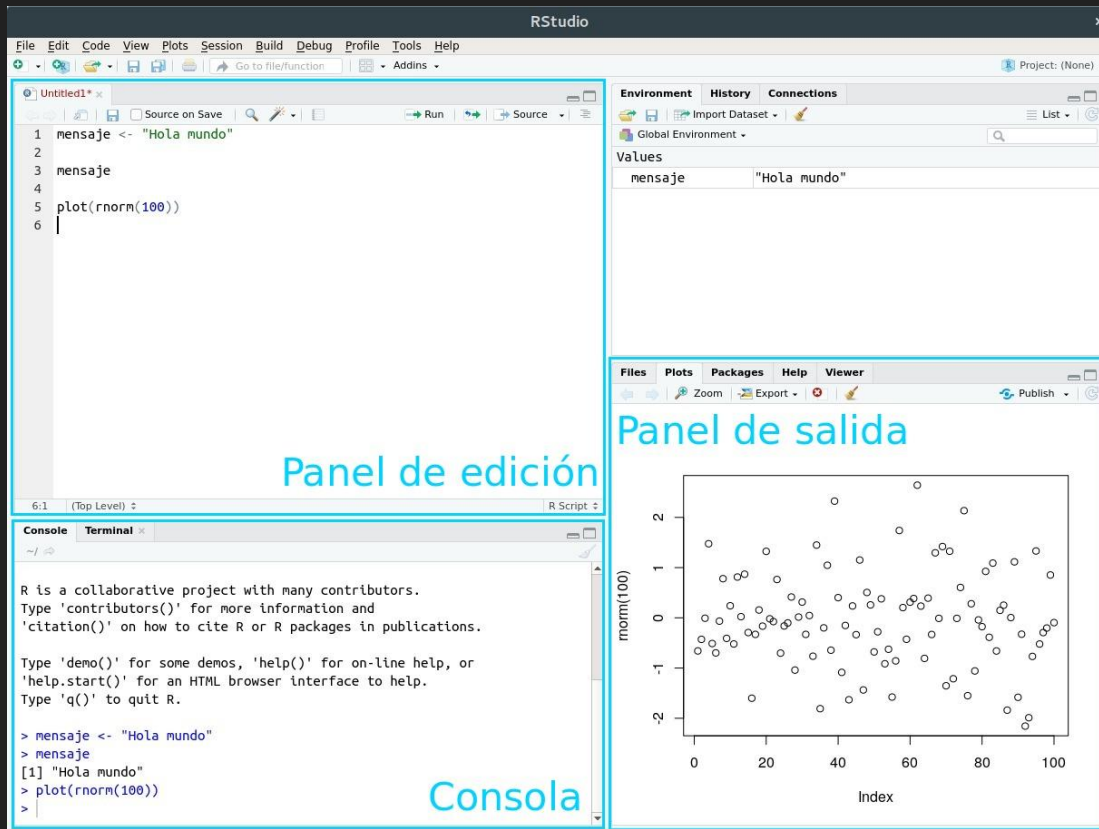 RStudio
File Edit Code View Plots Session Build Debug Profile Tools Help
Go to file/function Addins Project: (None)
Untitled1*
Source on Save Run Source
1 mensaje <- "Hola mundo"
2
3 mensaje
4
5 plot(rnorm(100))
6
Panel de edición
6:1 (Top Level) R Script
Console Terminal
~/
R is a collaborative project with many contributors.
Type 'contributors()' for more information and
'citation()' on how to cite R or R packages in publications.
Type 'demo()' for some demos, 'help()' for on-line help, or
'help.start()' for an HTML browser interface to help.
Type 'q()' to quit R.
> mensaje <- "Hola mundo"
> mensaje
[1] "Hola mundo"
> plot(rnorm(100))
>
Consola
Environment History Connections
Import Dataset List
Global Environment
Values
mensaje "Hola mundo"
Files Plots Packages Help Viewer
Zoom Export Publish
Panel de salida
rnorm(100)
2
1
0
-1
-2
0 20 40 60 80 100
Index